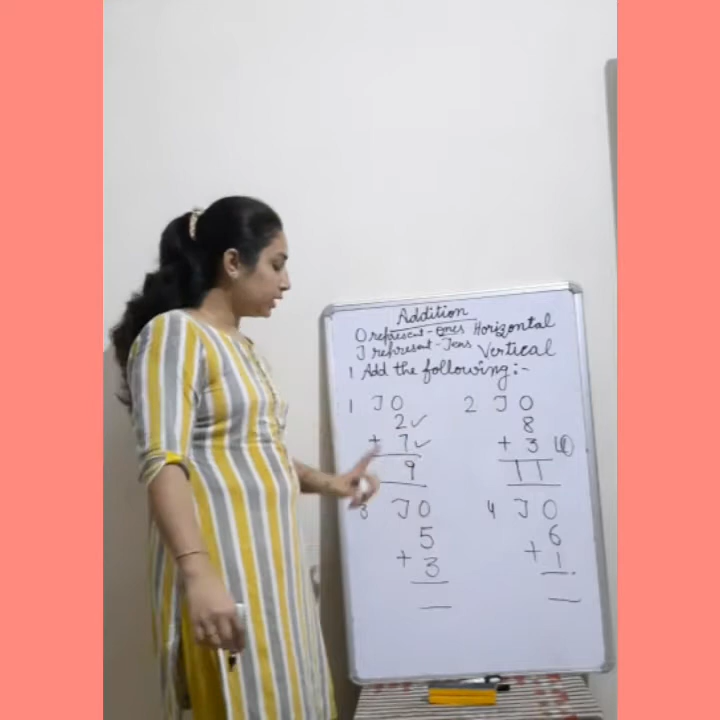 Addition
O represent - Ones Horizontal
T represent - Tens Vertical
1 Add the following :-
1 T O
2 ✓
+ 7 ✓
9
2 T O
8
+ 3
11
3 T O
5
+ 3
4 T O
6
+ 1